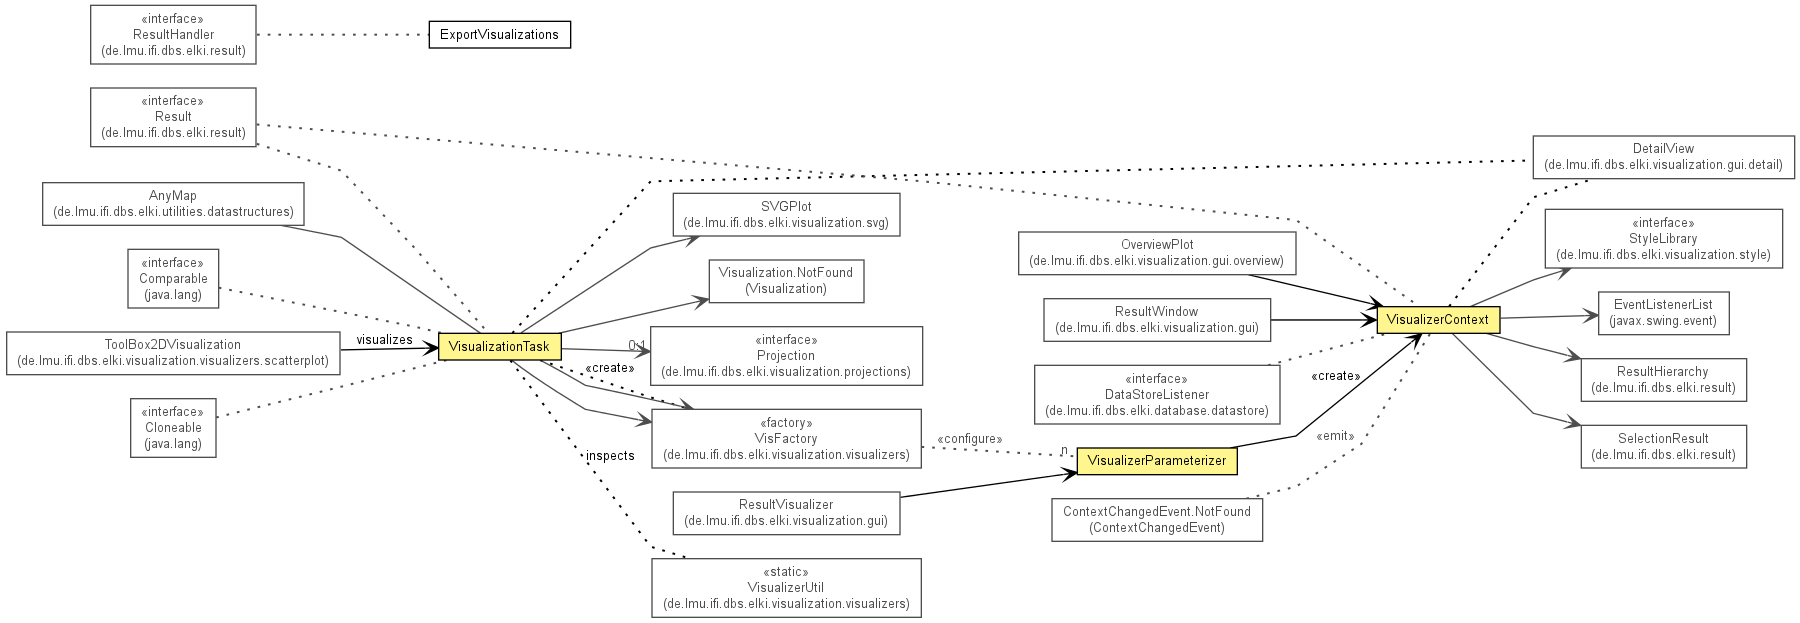 «interface»
ResultHandler
(de.lmu.ifi.dbs.elki.result)
ExportVisualizations
«interface»
Result
(de.lmu.ifi.dbs.elki.result)
AnyMap
(de.lmu.ifi.dbs.elki.utilities.datastructures)
«interface»
Comparable
(java.lang)
ToolBox2DVisualization
(de.lmu.ifi.dbs.elki.visualization.visualizers.scatterplot)
visualizes
«interface»
Cloneable
(java.lang)
VisualizationTask
SVGPlot
(de.lmu.ifi.dbs.elki.visualization.svg)
Visualization.NotFound
(Visualization)
0:1
«interface»
Projection
(de.lmu.ifi.dbs.elki.visualization.projections)
«create»
«factory»
VisFactory
(de.lmu.ifi.dbs.elki.visualization.visualizers)
inspects
ResultVisualizer
(de.lmu.ifi.dbs.elki.visualization.gui)
«static»
VisualizerUtil
(de.lmu.ifi.dbs.elki.visualization.visualizers)
«configure»
n
OverviewPlot
(de.lmu.ifi.dbs.elki.visualization.gui.overview)
ResultWindow
(de.lmu.ifi.dbs.elki.visualization.gui)
«interface»
DataStoreListener
(de.lmu.ifi.dbs.elki.database.datastore)
VisualizerParameterizer
ContextChangedEvent.NotFound
(ContextChangedEvent)
«create»
«emit»
VisualizerContext
DetailView
(de.lmu.ifi.dbs.elki.visualization.gui.detail)
«interface»
StyleLibrary
(de.lmu.ifi.dbs.elki.visualization.style)
EventListenerList
(javax.swing.event)
ResultHierarchy
(de.lmu.ifi.dbs.elki.result)
SelectionResult
(de.lmu.ifi.dbs.elki.result)